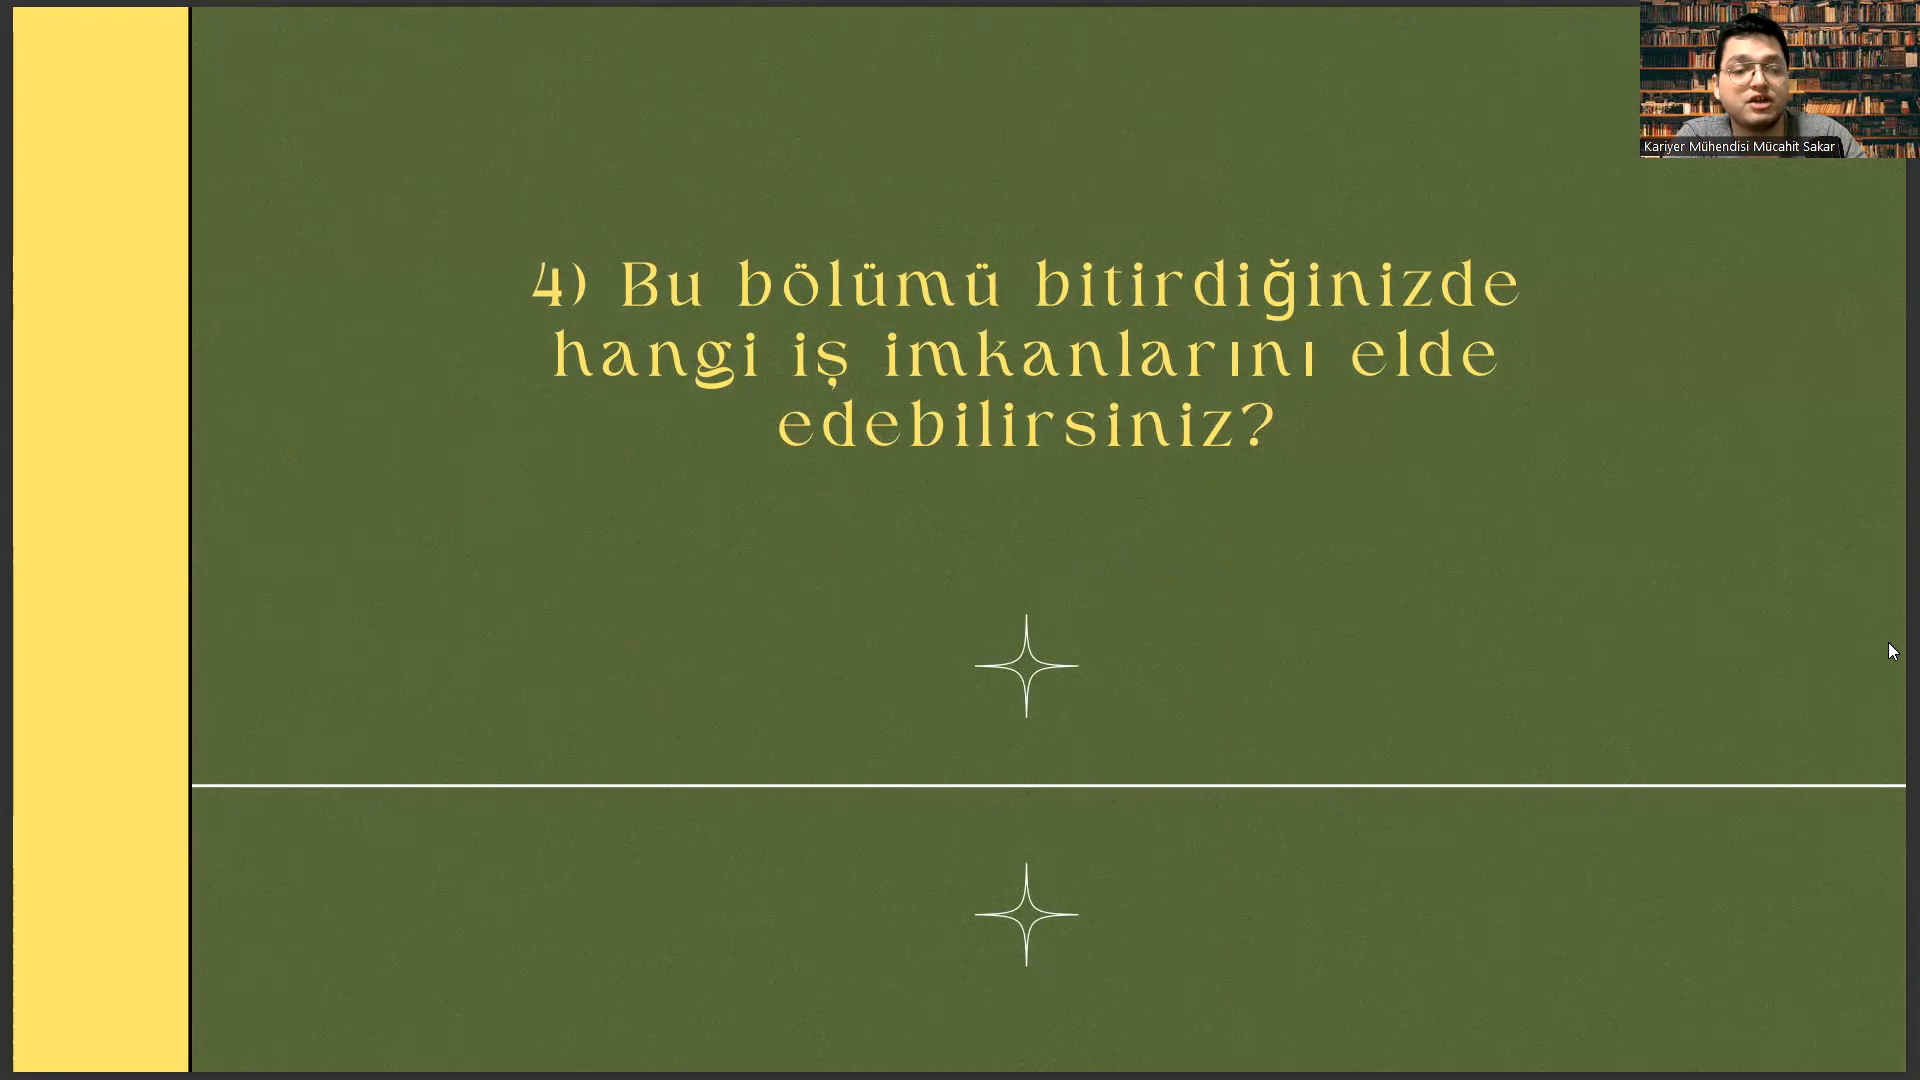 Kariyer Mühendisi Mücahit Sakar
4) Bu bölümü bitirdiğinizde
hangi iş imkanlarını elde
edebilirsiniz?